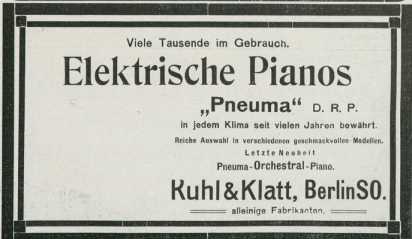 Viele Tausende im Gebrauch.
Elektrische Pianos
„Pneuma“ D. R. P.
in jedem Klima seit vielen Jahren bewährt.
Reiche Auswahl in verschiedenen geschmackvollen Modellen.
Letzte Neuheit
Pneuma-Orchestral-Piano.
Kuhl & Klatt, Berlin SO.
alleinige Fabrikanten.